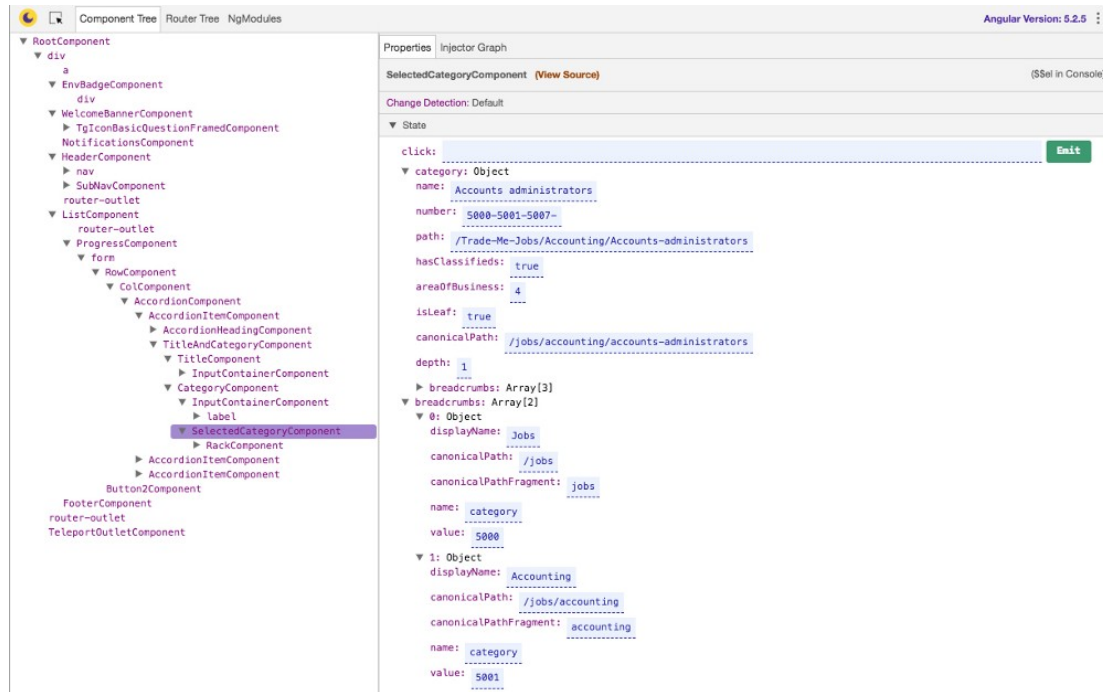 Component Tree Router Tree NgModules Angular Version: 5.2.5
RootComponent
div
a
EnvBadgeComponent
div
WelcomeBannerComponent
TgIconBasicQuestionFramedComponent
NotificationsComponent
HeaderComponent
nav
SubNavComponent
router-outlet
ListComponent
router-outlet
ProgressComponent
form
RowComponent
ColComponent
AccordionComponent
AccordionItemComponent
AccordionHeadingComponent
TitleAndCategoryComponent
TitleComponent
InputContainerComponent
CategoryComponent
InputContainerComponent
label
SelectedCategoryComponent
RackComponent
AccordionItemComponent
AccordionItemComponent
Button2Component
FooterComponent
router-outlet
TeleportOutletComponent
Properties Injector Graph
SelectedCategoryComponent (View Source) ($$el in Console)
Change Detection: Default
State
click: Emit
category: Object
name: Accounts administrators
number: 5000-5001-5007-
path: /Trade-Me-Jobs/Accounting/Accounts-administrators
hasClassifieds: true
areaOfBusiness: 4
isLeaf: true
canonicalPath: /jobs/accounting/accounts-administrators
depth: 1
breadcrumbs: Array[3]
breadcrumbs: Array[2]
0: Object
displayName: Jobs
canonicalPath: /jobs
canonicalPathFragment: jobs
name: category
value: 5000
1: Object
displayName: Accounting
canonicalPath: /jobs/accounting
canonicalPathFragment: accounting
name: category
value: 5001